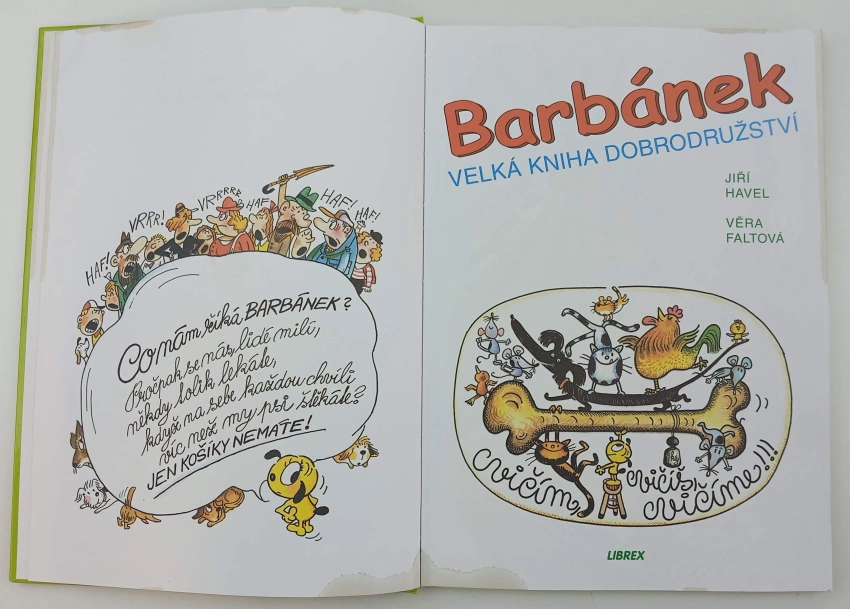 HAF!
VRRR!
VRRRRR
HAF
HAF!
HAF!
Co nám říká BARBÁNEK?
Pročpak se nás, lidé milí,
někdy tolik lekáte,
když na sebe každou chvíli
víc, než my psi štěkáte?
JEN KOŠÍKY NEMÁTE!
Barbánek
VELKÁ KNIHA DOBRODRUŽSTVÍ
JIŘÍ
HAVEL
VĚRA
FALTOVÁ
cvičím,
cvičíš,
cvičíme!!!
LIBREX